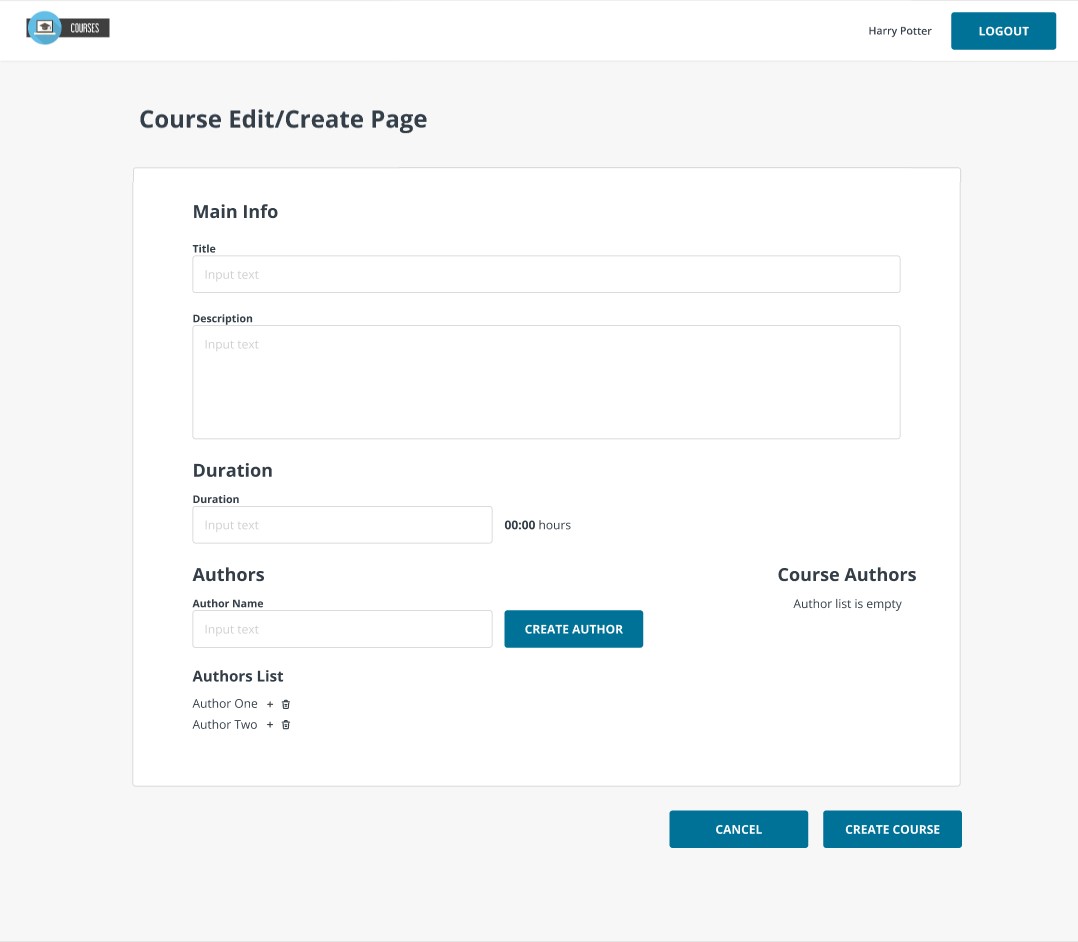 COURSES
Harry Potter
LOGOUT
Course Edit/Create Page
Main Info
Title
Input text
Description
Input text
Duration
Duration
Input text
00:00 hours
Authors
Author Name
Input text
CREATE AUTHOR
Course Authors
Author list is empty
Authors List
Author One +
Author Two +
CANCEL
CREATE COURSE